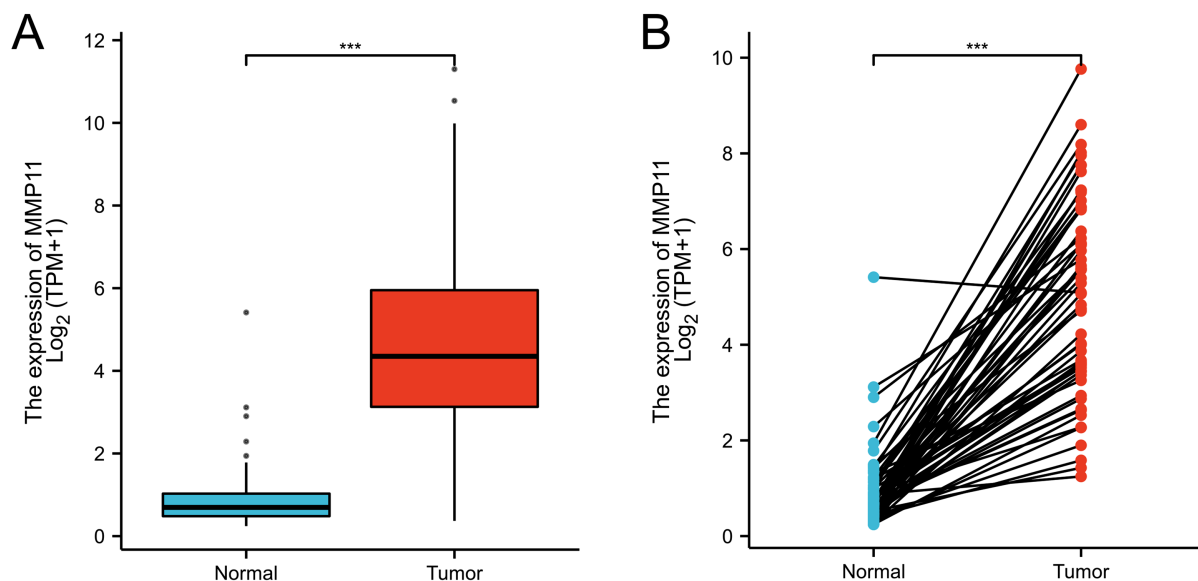 A
The expression of MMP11
Log₂ (TPM+1)
12
10
8
6
4
2
0
***
Normal
Tumor
B
The expression of MMP11
Log₂ (TPM+1)
10
8
6
4
2
0
***
Normal
Tumor